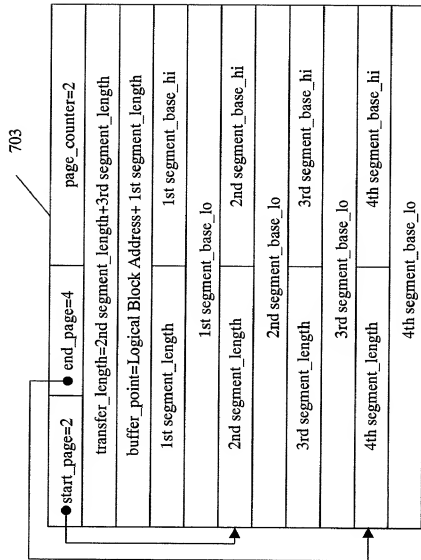 703
start_page=2 end_page=4 page_counter=2
transfer_length=2nd segment_length+3rd segment_length
buffer_point=Logical Block Address+ 1st segment_length
1st segment_length 1st segment_base_hi
1st segment_base_lo
2nd segment_length 2nd segment_base_hi
2nd segment_base_lo
3rd segment_length 3rd segment_base_hi
3rd segment_base_lo
4th segment_length 4th segment_base_hi
4th segment_base_lo